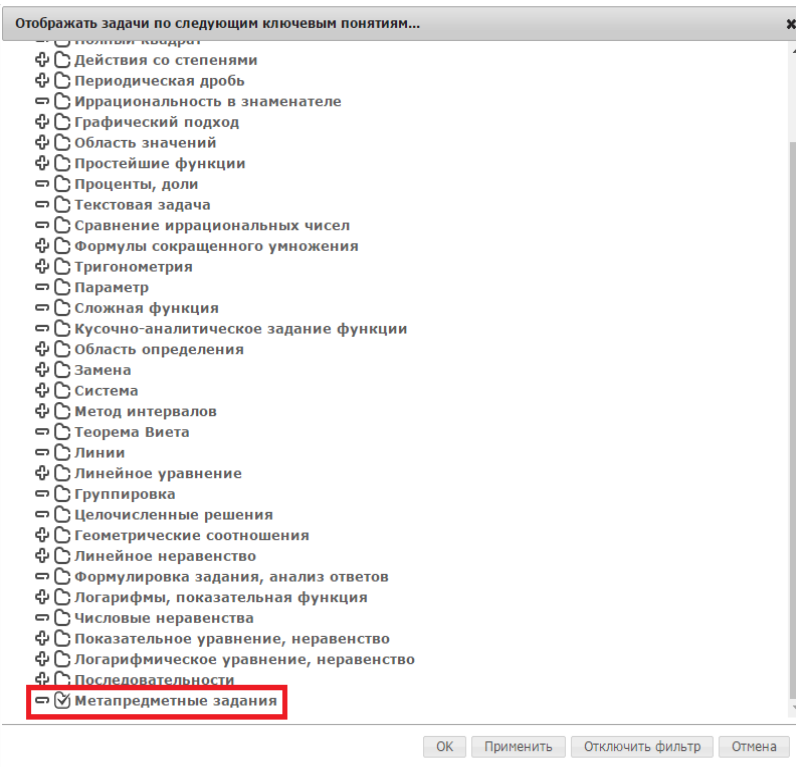 Отображать задачи по следующим ключевым понятиям...
Полный квадрат
Действия со степенями
Периодическая дробь
Иррациональность в знаменателе
Графический подход
Область значений
Простейшие функции
Проценты, доли
Текстовая задача
Сравнение иррациональных чисел
Формулы сокращенного умножения
Тригонометрия
Параметр
Сложная функция
Кусочно-аналитическое задание функции
Область определения
Замена
Система
Метод интервалов
Теорема Виета
Линии
Линейное уравнение
Группировка
Целочисленные решения
Геометрические соотношения
Линейное неравенство
Формулировка задания, анализ ответов
Логарифмы, показательная функция
Числовые неравенства
Показательное уравнение, неравенство
Логарифмическое уравнение, неравенство
Последовательности
Метапредметные задания
OK Применить Отключить фильтр Отмена